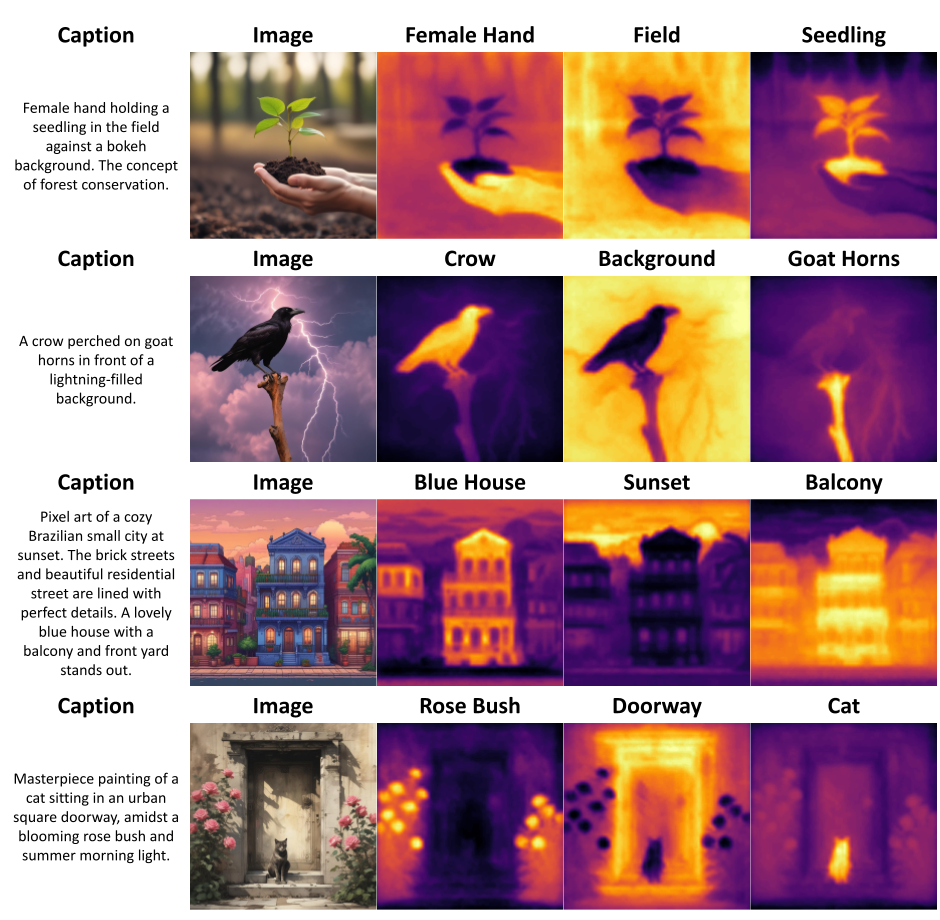 Caption Image Female Hand Field Seedling
Female hand holding a
seedling in the field
against a bokeh
background. The concept
of forest conservation.
Caption Image Crow Background Goat Horns
A crow perched on goat
horns in front of a
lightning-filled
background.
Caption Image Blue House Sunset Balcony
Pixel art of a cozy
Brazilian small city at
sunset. The brick streets
and beautiful residential
street are lined with
perfect details. A lovely
blue house with a
balcony and front yard
stands out.
Caption Image Rose Bush Doorway Cat
Masterpiece painting of a
cat sitting in an urban
square doorway, amidst a
blooming rose bush and
summer morning light.